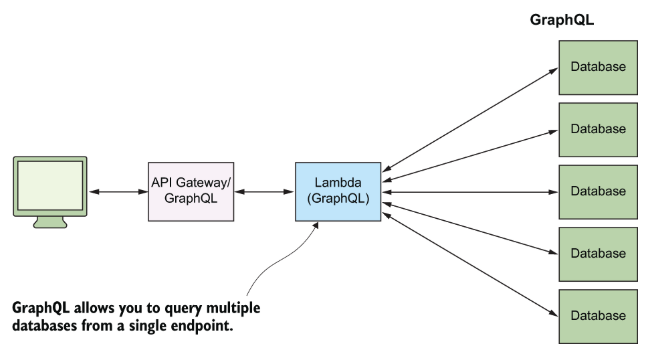 GraphQL
Database
Database
API Gateway/
GraphQL
Lambda
(GraphQL)
Database
Database
Database
GraphQL allows you to query multiple
databases from a single endpoint.